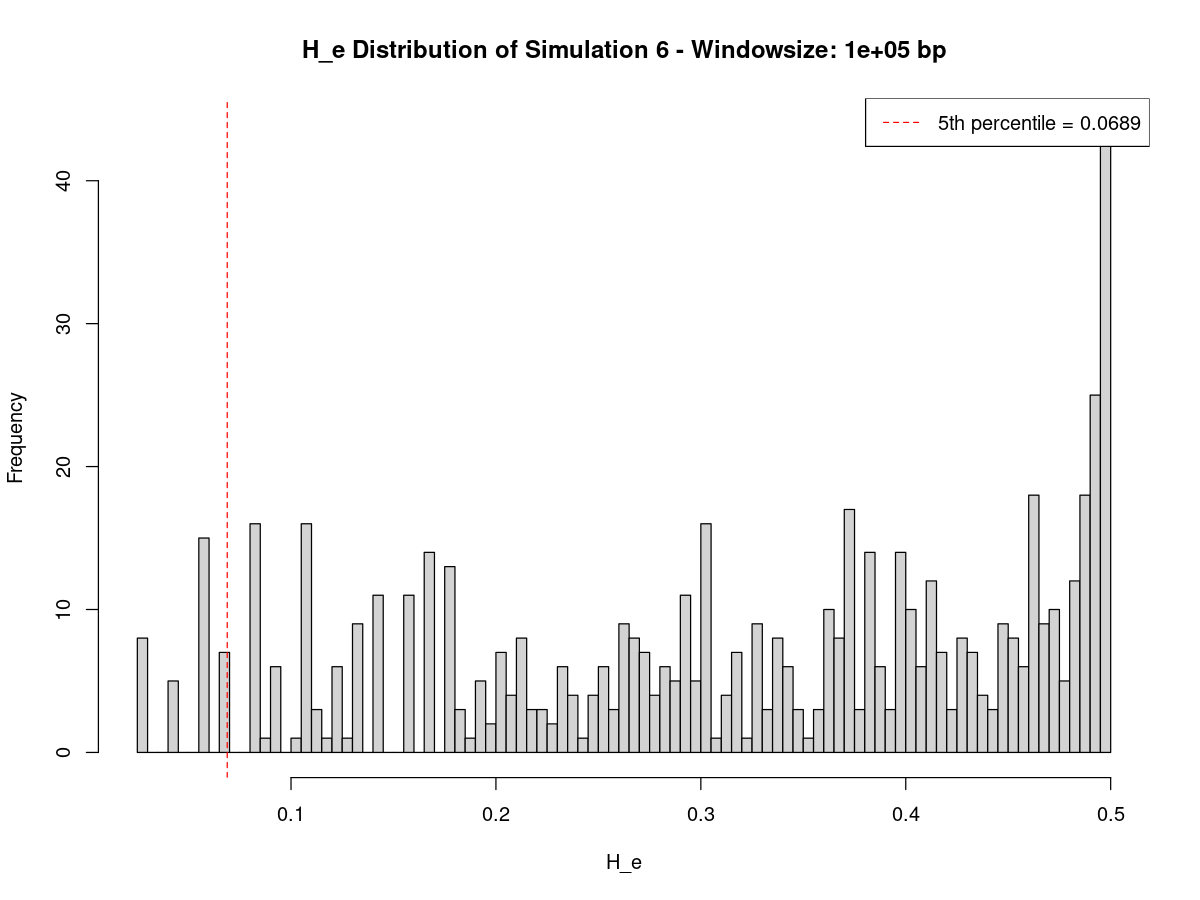 H_e Distribution of Simulation 6 - Windowsize: 1e+05 bp
5th percentile = 0.0689
Frequency
40
30
20
10
0
0.1 0.2 0.3 0.4 0.5
H_e